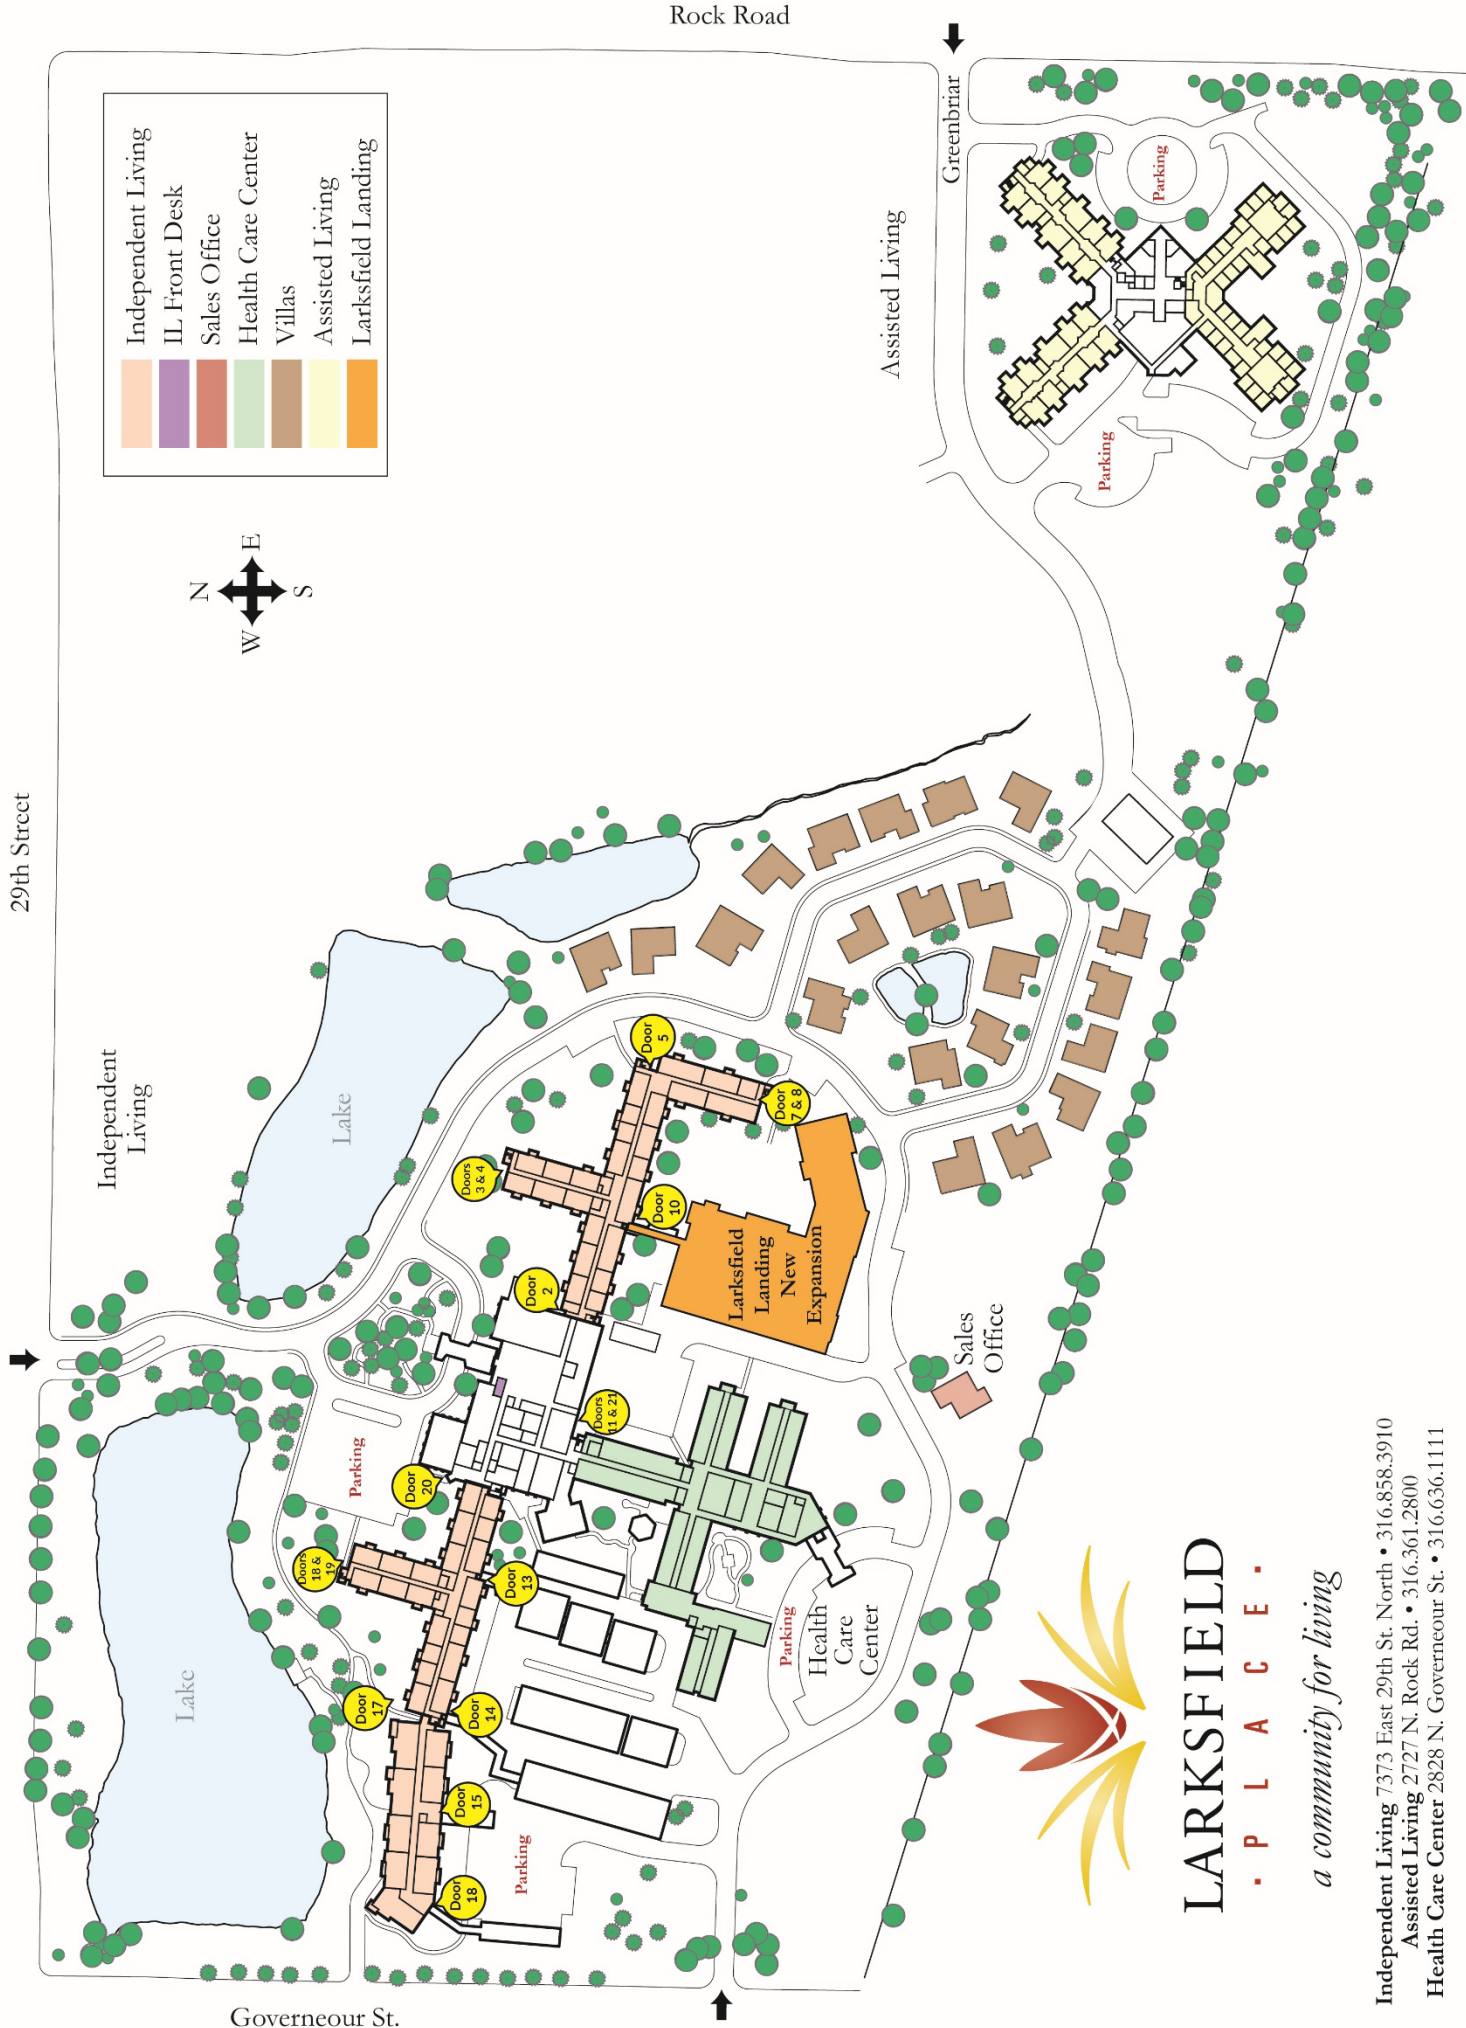 Rock Road
Greenbriar
29th Street
Independent Living
IL Front Desk
Sales Office
Health Care Center
Villas
Assisted Living
Larksfield Landing
N
W
E
S
Assisted Living
Parking
Parking
Independent
Living
Lake
Lake
Parking
Door
5
Door
7 & 8
Doors
3 & 4
Door
10
Door
2
Larksfield
Landing
New
Expansion
Sales
Office
Doors
11 & 21
Door
20
Doors
18 &
19
Door
13
Door
17
Door
14
Door
15
Door
18
Parking
Parking
Health
Care
Center
Governeour St.
LARKSFIELD
· P L A C E ·
a community for living
Independent Living 7373 East 29th St. North • 316.858.3910
Assisted Living 2727 N. Rock Rd. • 316.361.2800
Health Care Center 2828 N. Governeour St. • 316.636.1111